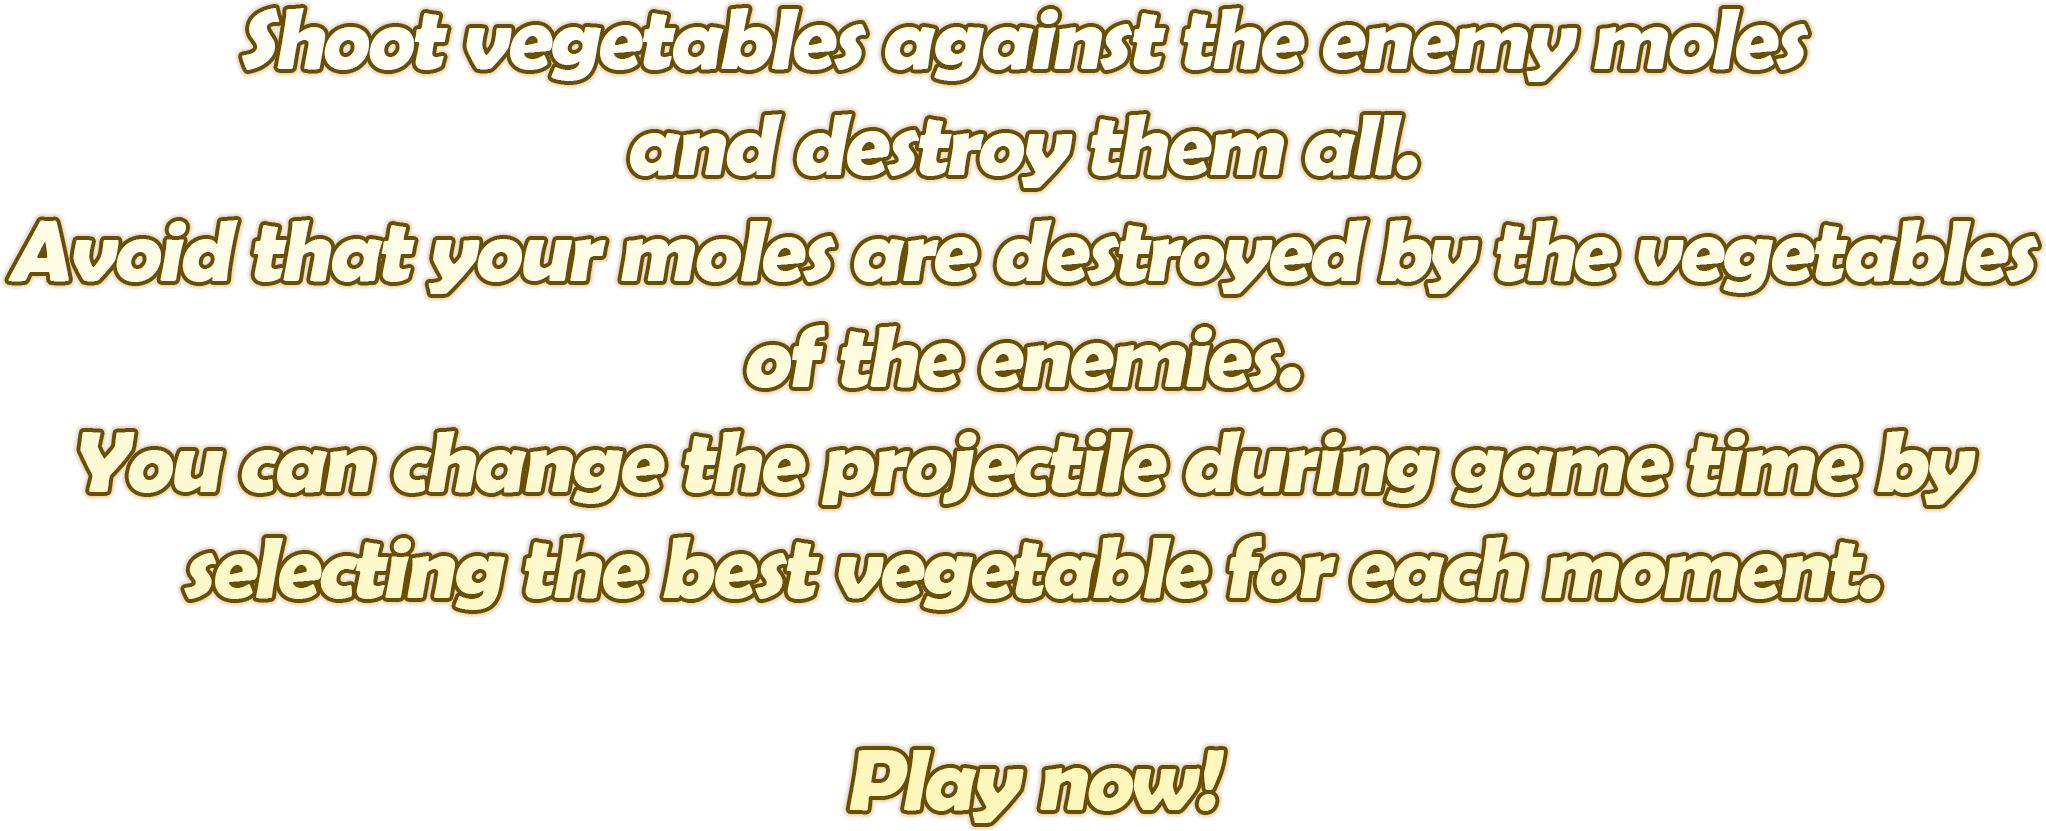 Shoot vegetables against the enemy moles
and destroy them all.
Avoid that your moles are destroyed by the vegetables
of the enemies.
You can change the projectile during game time by
selecting the best vegetable for each moment.
Play now!